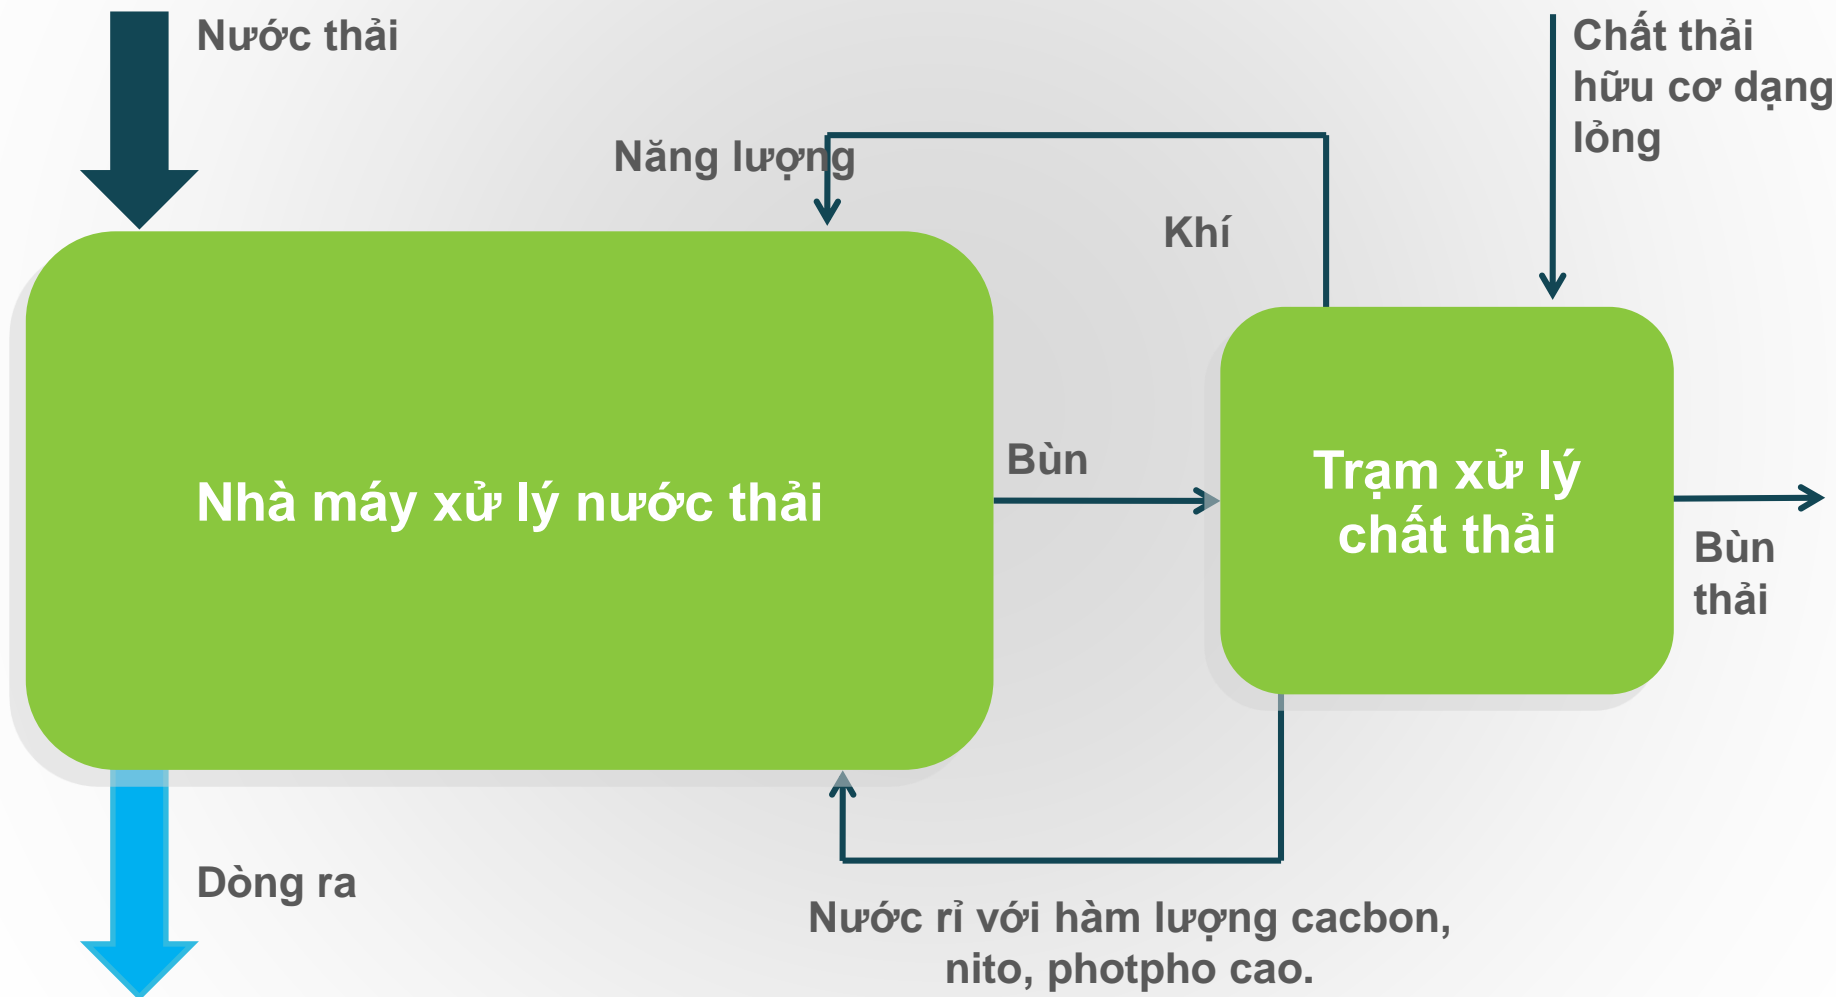 Nước thải
Chất thải
hữu cơ dạng
lỏng
Năng lượng
Khí
Nhà máy xử lý nước thải
Bùn
Trạm xử lý
chất thải
Bùn
thải
Dòng ra
Nước rỉ với hàm lượng cacbon,
nito, photpho cao.